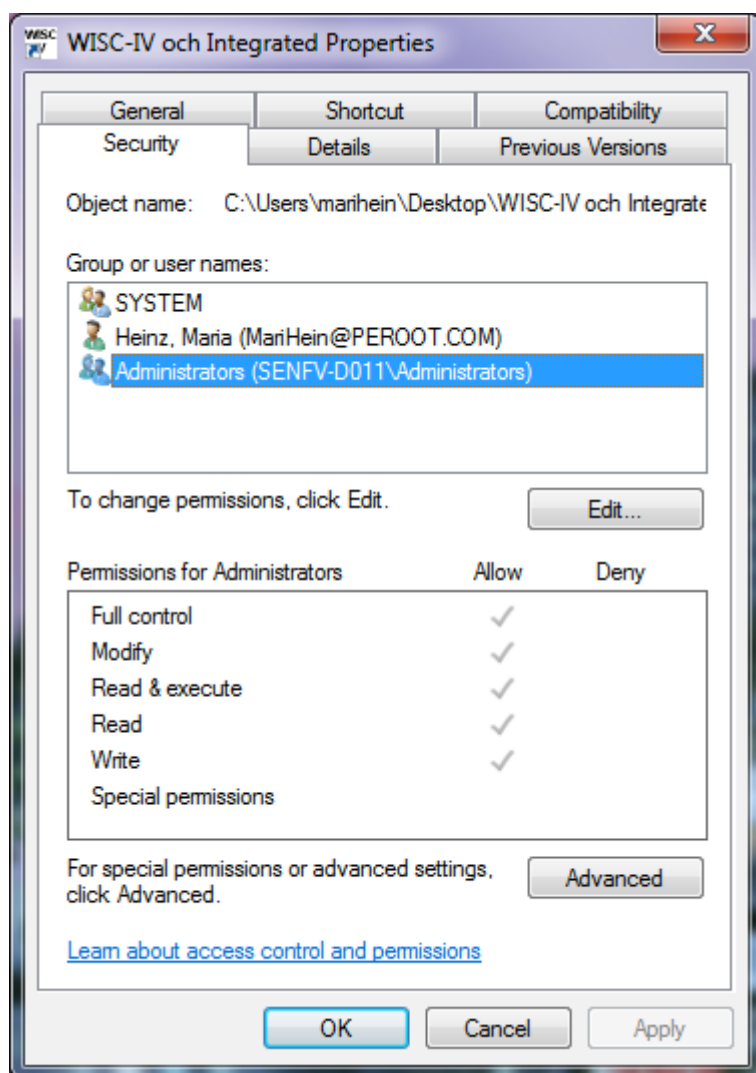 WISC-IV och Integrated Properties
General Shortcut Compatibility
Security Details Previous Versions
Object name: C:\Users\marihein\Desktop\WISC-IV och Integrate
Group or user names:
SYSTEM
Heinz, Maria (MariHein@PEROOT.COM)
Administrators (SENFV-D011\Administrators)
To change permissions, click Edit.
Edit...
Permissions for Administrators Allow Deny
Full control
Modify
Read & execute
Read
Write
Special permissions
For special permissions or advanced settings,
click Advanced.
Advanced
Learn about access control and permissions
OK Cancel Apply